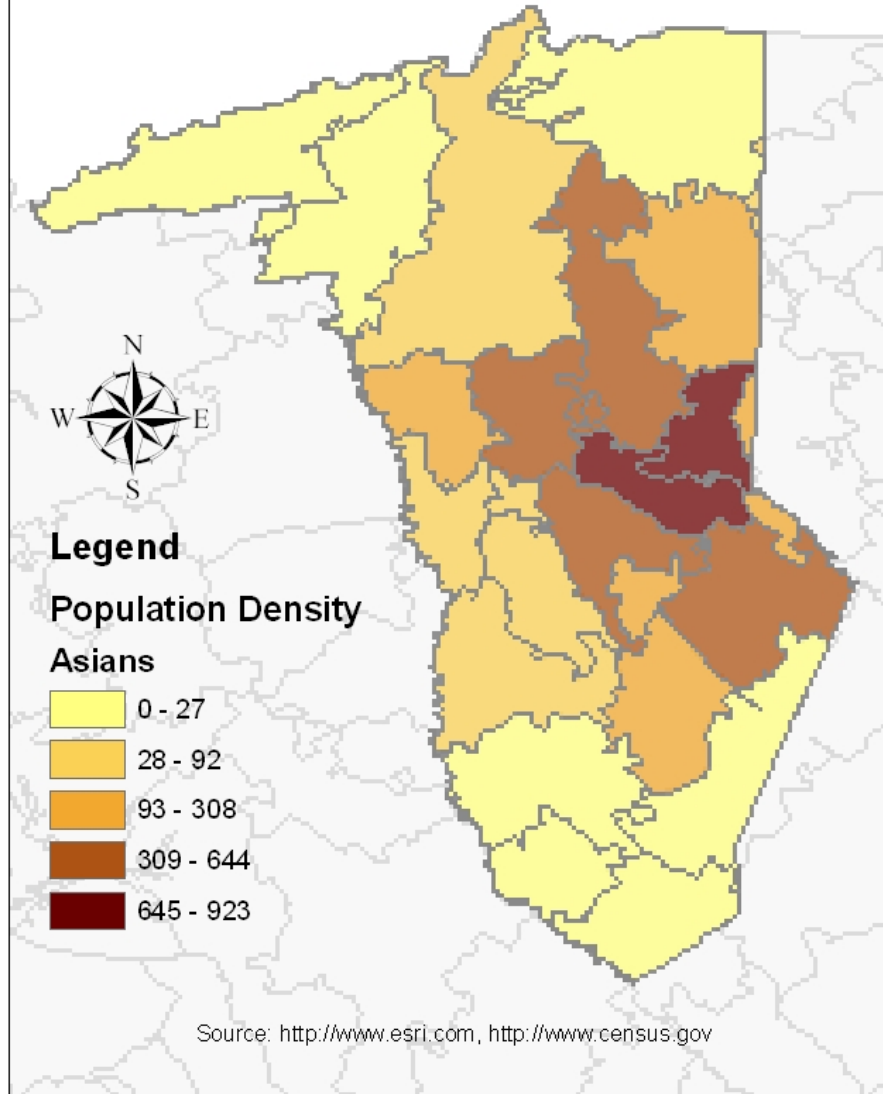 N
W E
S
Legend
Population Density
Asians
0 - 27
28 - 92
93 - 308
309 - 644
645 - 923
Source: http://www.esri.com, http://www.census.gov